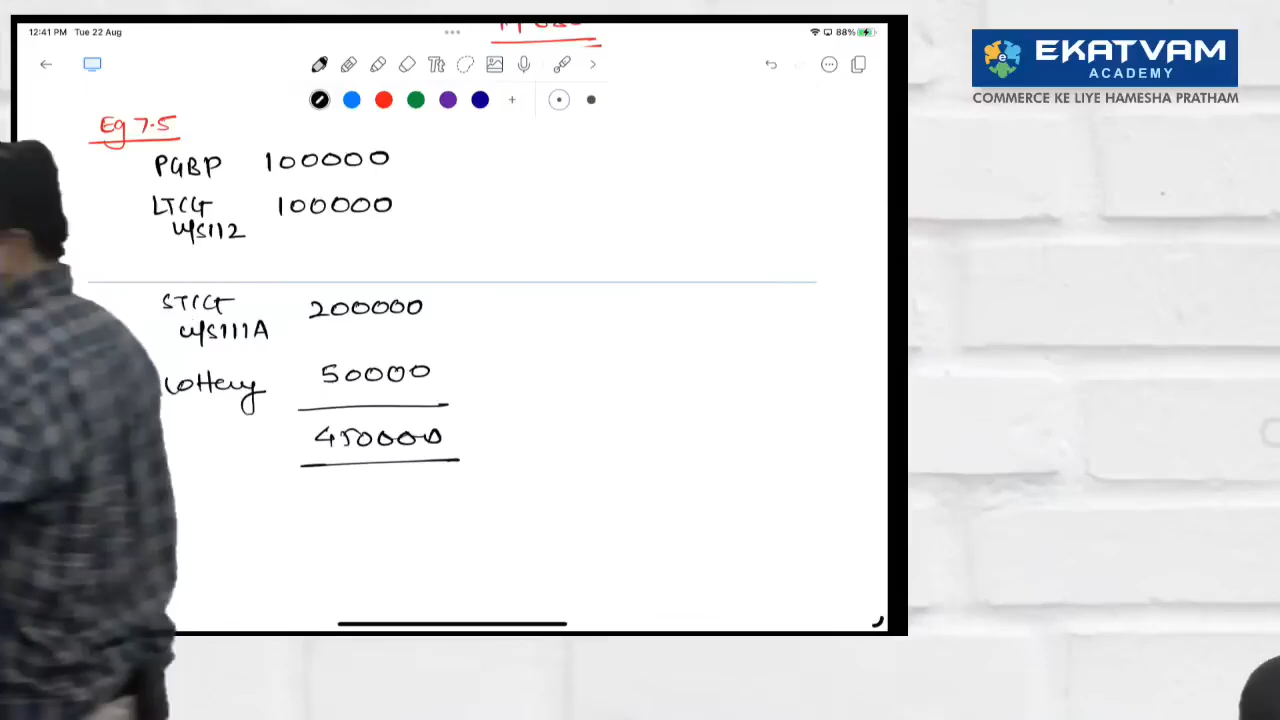 12:41 PM Tue 22 Aug
88%
EKATVAM
ACADEMY
COMMERCE KE LIYE HAMESHA PRATHAM
Eg 7.5
PGBP 100000
LTCG 100000
u/s112
STCG 200000
u/s111A
Lottery 50000
450000